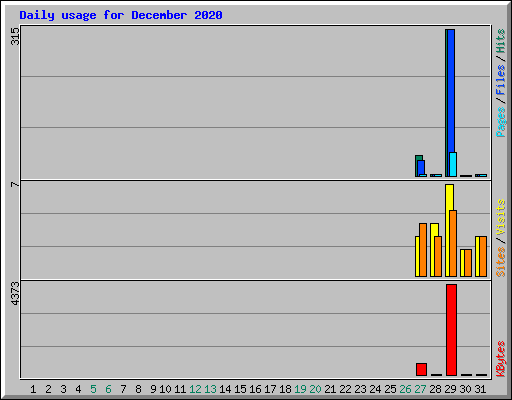 Daily usage for December 2020
315
Pages / Files / Hits
7
Sites / Visits
4373
KBytes
1 2 3 4 5 6 7 8 9 10 11 12 13 14 15 16 17 18 19 20 21 22 23 24 25 26 27 28 29 30 31